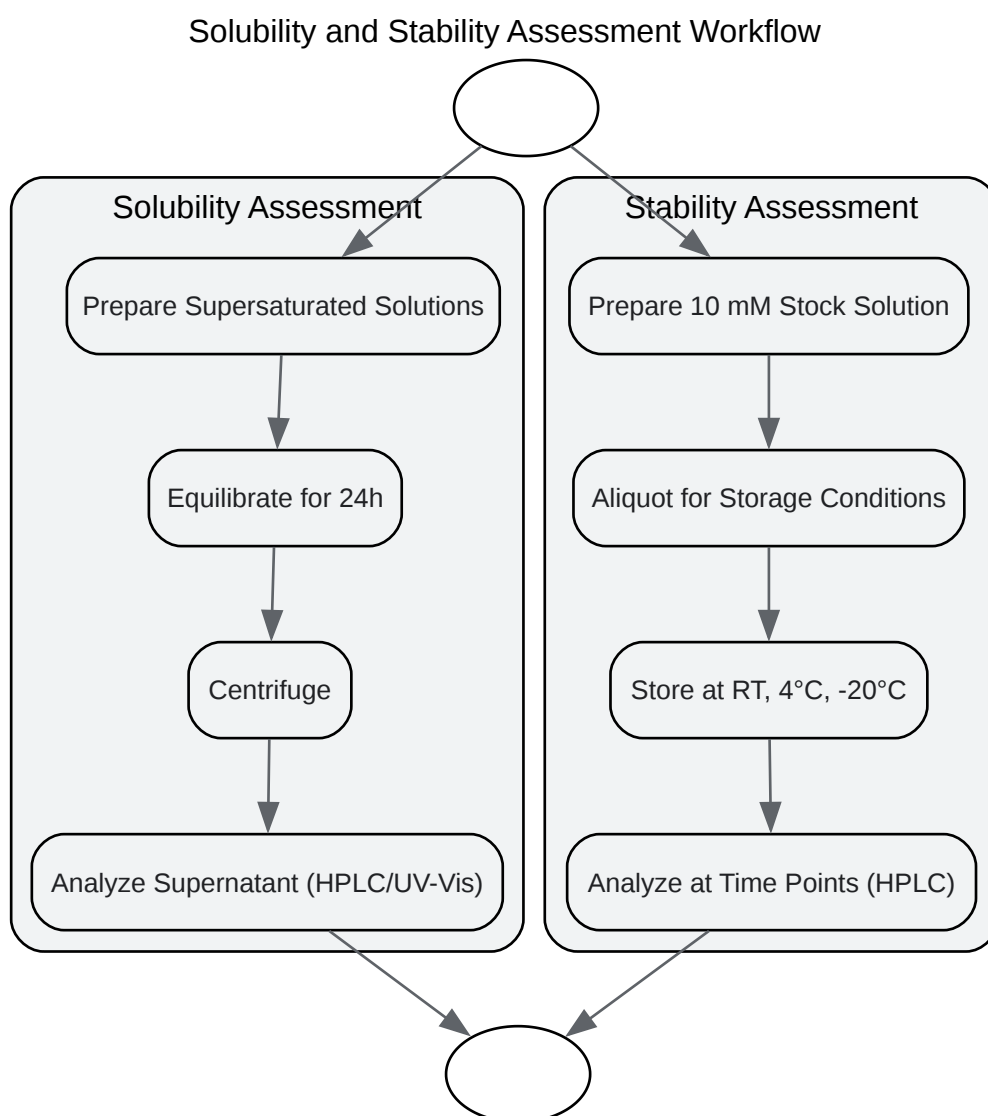 Solubility and Stability Assessment Workflow
Solubility Assessment
Prepare Supersaturated Solutions
Equilibrate for 24h
Centrifuge
Analyze Supernatant (HPLC/UV-Vis)
Stability Assessment
Prepare 10 mM Stock Solution
Aliquot for Storage Conditions
Store at RT, 4°C, -20°C
Analyze at Time Points (HPLC)